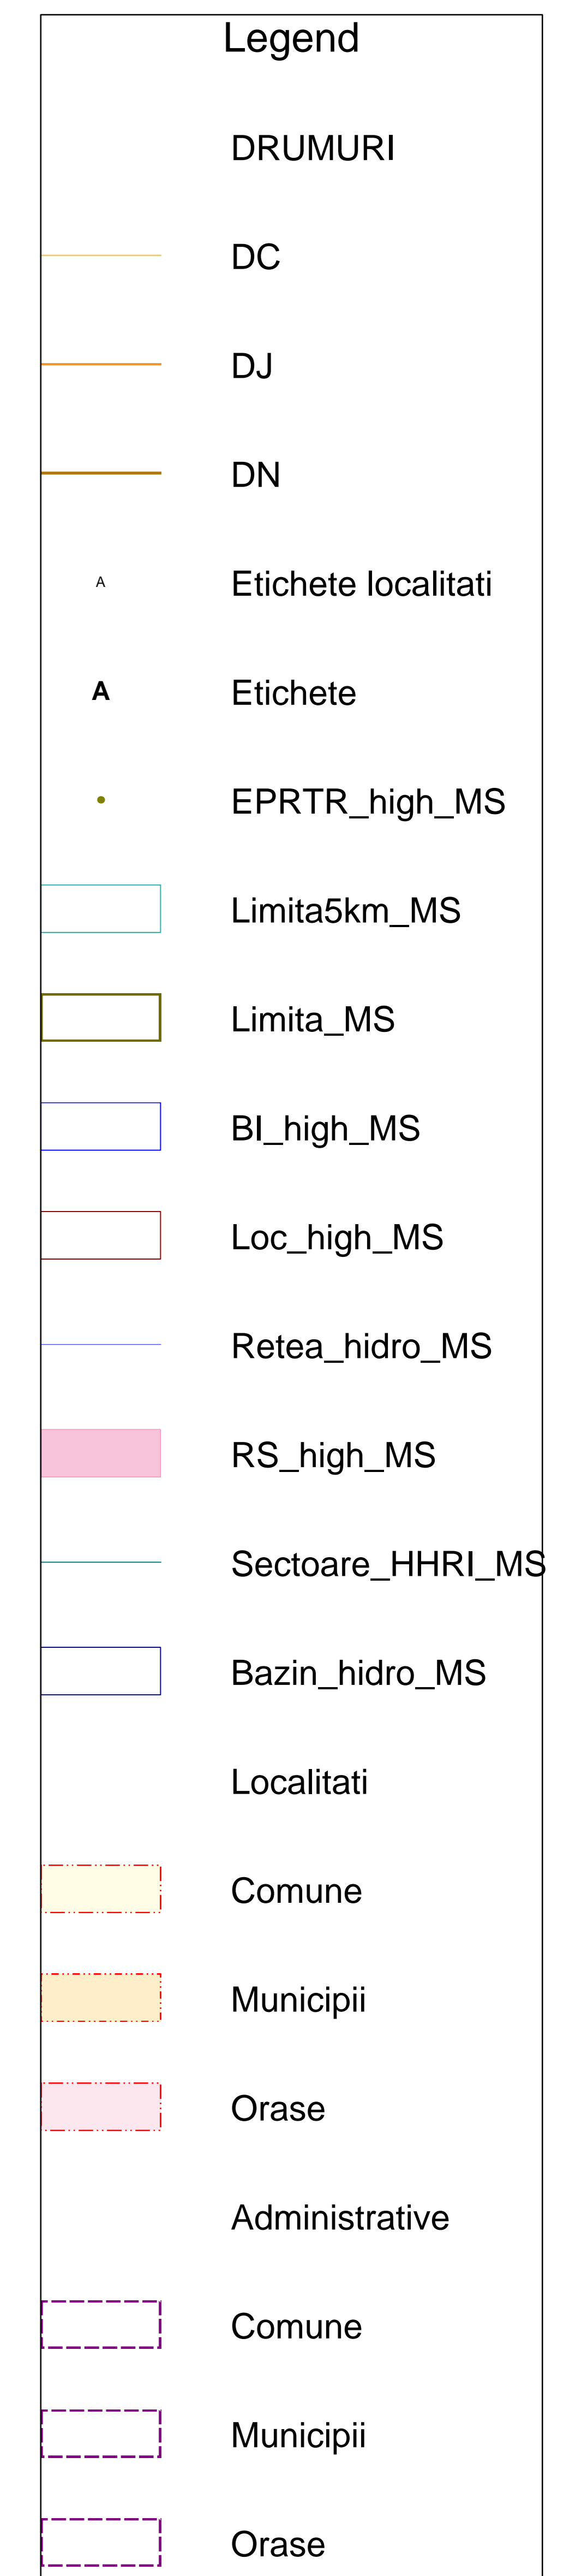 Legend
DRUMURI
DC
DJ
DN
A Etichete localitati
A Etichete
EPRTR_high_MS
Limita5km_MS
Limita_MS
BI_high_MS
Loc_high_MS
Retea_hidro_MS
RS_high_MS
Sectoare_HHRI_MS
Bazin_hidro_MS
Localitati
Comune
Municipii
Orase
Administrative
Comune
Municipii
Orase